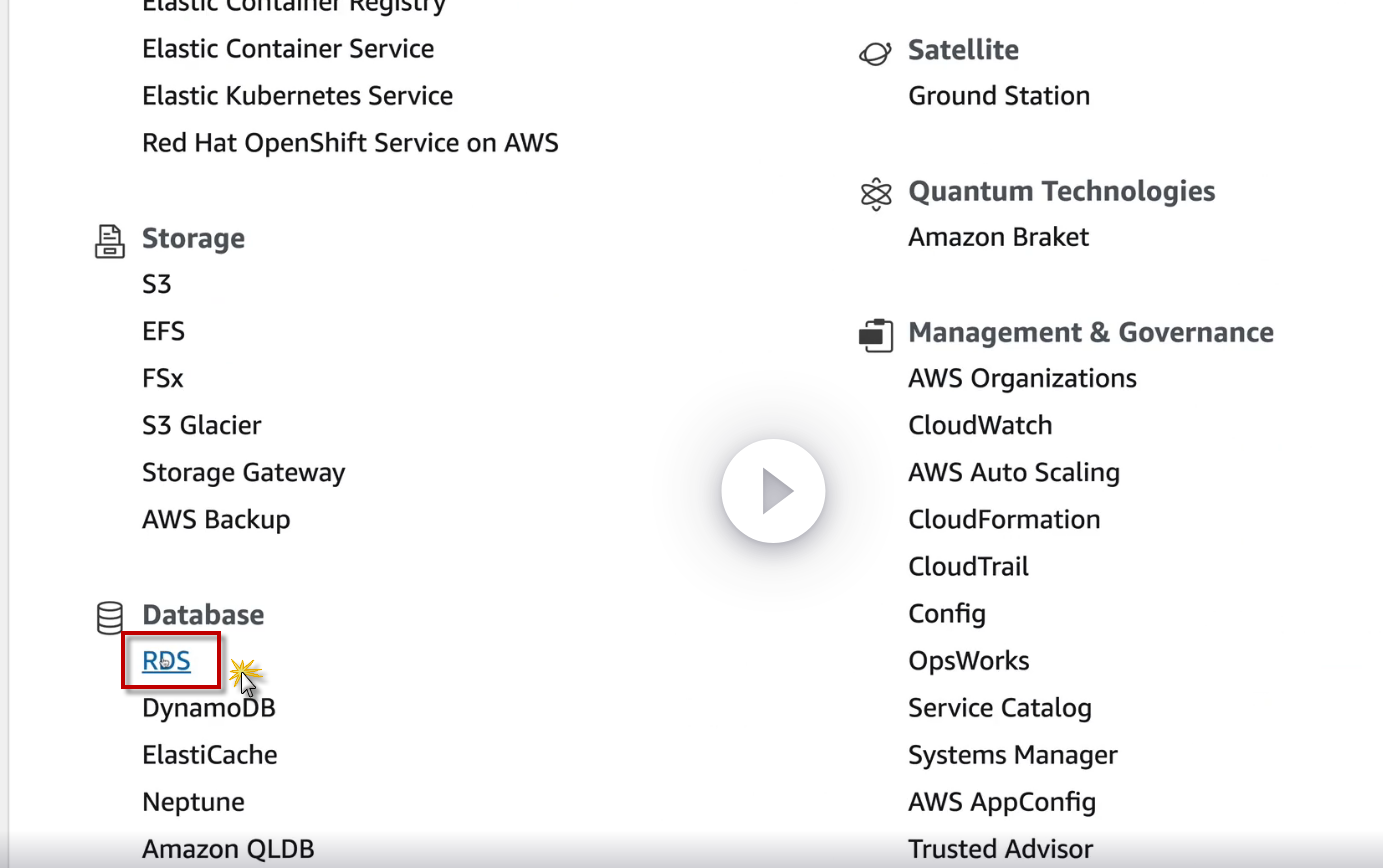 Elastic Container Registry
Elastic Container Service
Elastic Kubernetes Service
Red Hat OpenShift Service on AWS
Storage
S3
EFS
FSx
S3 Glacier
Storage Gateway
AWS Backup
Database
RDS
DynamoDB
ElastiCache
Neptune
Amazon QLDB
Satellite
Ground Station
Quantum Technologies
Amazon Braket
Management & Governance
AWS Organizations
CloudWatch
AWS Auto Scaling
CloudFormation
CloudTrail
Config
OpsWorks
Service Catalog
Systems Manager
AWS AppConfig
Trusted Advisor